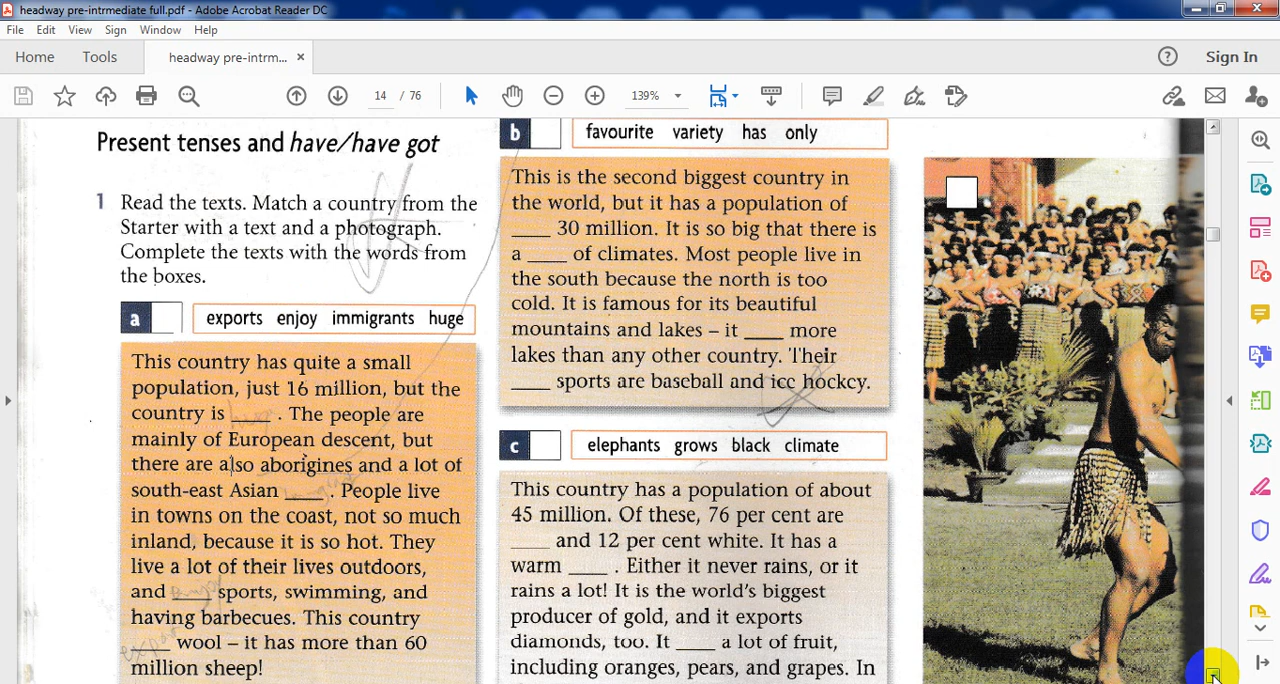 headway pre-intrmediate full.pdf - Adobe Acrobat Reader DC
File Edit View Sign Window Help
Home Tools headway pre-intrm... × Sign In
14 / 76 139%
Present tenses and have/have got
1 Read the texts. Match a country from the
Starter with a text and a photograph.
Complete the texts with the words from
the boxes.
a exports enjoy immigrants huge
This country has quite a small
population, just 16 million, but the
country is ____ . The people are
mainly of European descent, but
there are also aborigines and a lot of
south-east Asian ____ . People live
in towns on the coast, not so much
inland, because it is so hot. They
live a lot of their lives outdoors,
and ____ sports, swimming, and
having barbecues. This country
____ wool – it has more than 60
million sheep!
b favourite variety has only
This is the second biggest country in
the world, but it has a population of
____ 30 million. It is so big that there is
a ____ of climates. Most people live in
the south because the north is too
cold. It is famous for its beautiful
mountains and lakes – it ____ more
lakes than any other country. Their
____ sports are baseball and ice hockey.
c elephants grows black climate
This country has a population of about
45 million. Of these, 76 per cent are
____ and 12 per cent white. It has a
warm ____ . Either it never rains, or it
rains a lot! It is the world's biggest
producer of gold, and it exports
diamonds, too. It ____ a lot of fruit,
including oranges, pears, and grapes. In